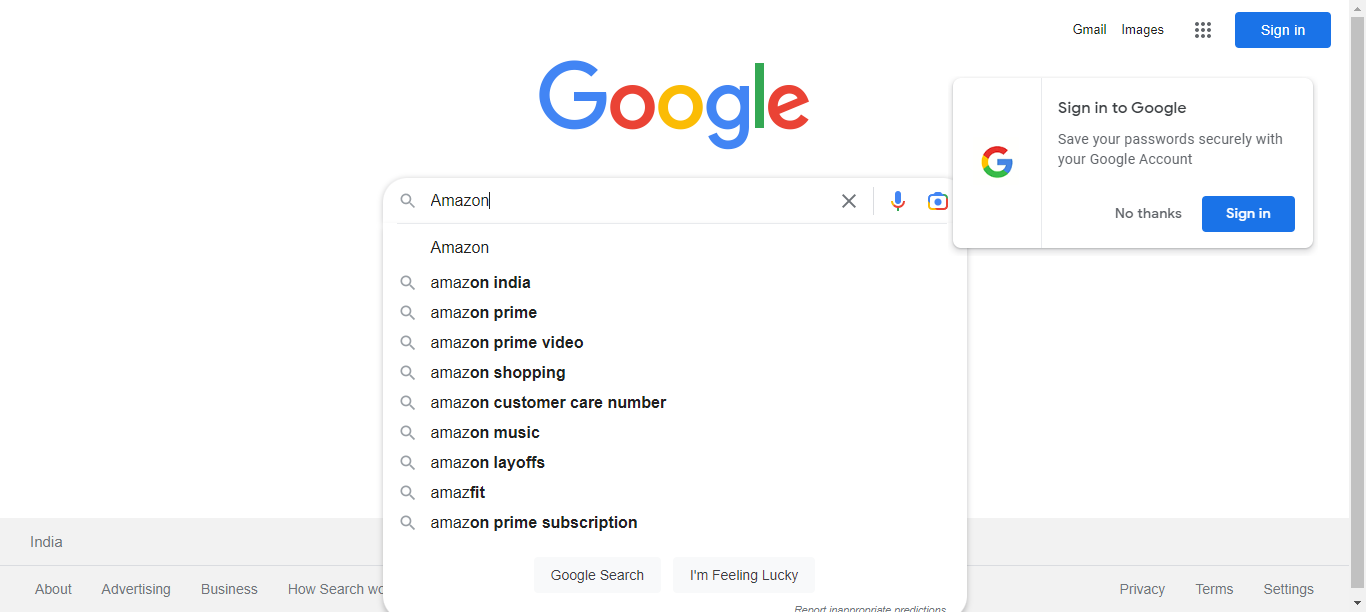 Gmail Images Sign in
Google
Sign in to Google
Save your passwords securely with
your Google Account
No thanks Sign in
Amazon
Amazon
amazon india
amazon prime
amazon prime video
amazon shopping
amazon customer care number
amazon music
amazon layoffs
amazfit
amazon prime subscription
Google Search I'm Feeling Lucky
Report inappropriate predictions
India
About Advertising Business How Search wo
Privacy Terms Settings